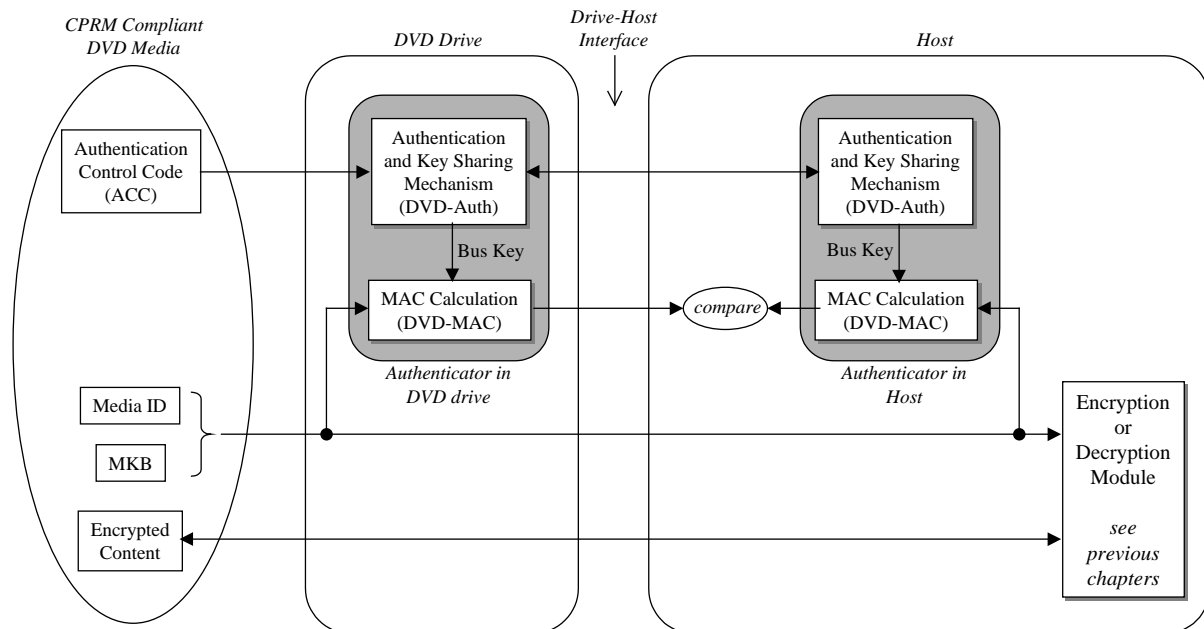 CPRM Compliant
DVD Media
DVD Drive
Drive-Host
Interface
Host
Authentication
Control Code
(ACC)
Authentication
and Key Sharing
Mechanism
(DVD-Auth)
Authentication
and Key Sharing
Mechanism
(DVD-Auth)
Bus Key
Bus Key
MAC Calculation
(DVD-MAC)
compare
MAC Calculation
(DVD-MAC)
Authenticator in
DVD drive
Authenticator in
Host
Media ID
MKB
Encrypted
Content
Encryption
or
Decryption
Module
see
previous
chapters